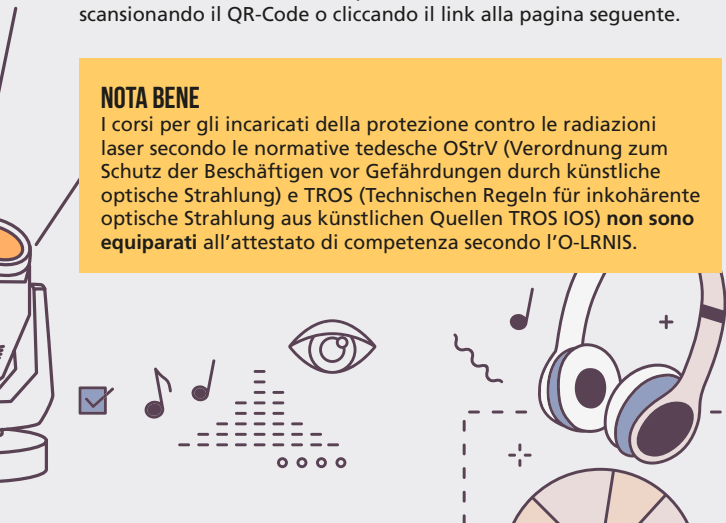 scansionando il QR-Code o cliccando il link alla pagina seguente.
NOTA BENE
I corsi per gli incaricati della protezione contro le radiazioni
laser secondo le normative tedesche OStrV (Verordnung zum
Schutz der Beschäftigen vor Gefährdungen durch künstliche
optische Strahlung) e TROS (Technischen Regeln für inkohärente
optische Strahlung aus künstlichen Quellen TROS IOS) non sono
equiparati all'attestato di competenza secondo l'O-LRNIS.